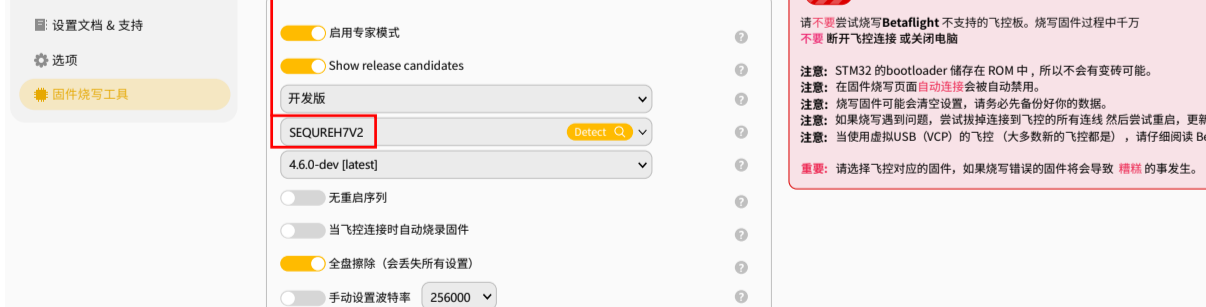 设置文档 & 支持
选项
固件烧写工具
启用专家模式
Show release candidates
开发版
SEQUREH7V2
Detect
4.6.0-dev [latest]
无重启序列
当飞控连接时自动烧录固件
全盘擦除（会丢失所有设置）
手动设置波特率
256000
请不要尝试烧写Betaflight 不支持的飞控板。烧写固件过程中千万
不要 断开飞控连接 或关闭电脑
注意: STM32 的bootloader 储存在 ROM 中，所以不会有变砖可能。
注意: 在固件烧写页面自动连接会被自动禁用。
注意: 烧写固件可能会清空设置，请务必先备份好你的数据。
注意: 如果烧写遇到问题，尝试拔掉连接到飞控的所有连线 然后尝试重启，更新
注意: 当使用虚拟USB（VCP）的飞控（大多数新的飞控都是），请仔细阅读 Be
重要: 请选择飞控对应的固件，如果烧写错误的固件将会导致 糟糕 的事发生。